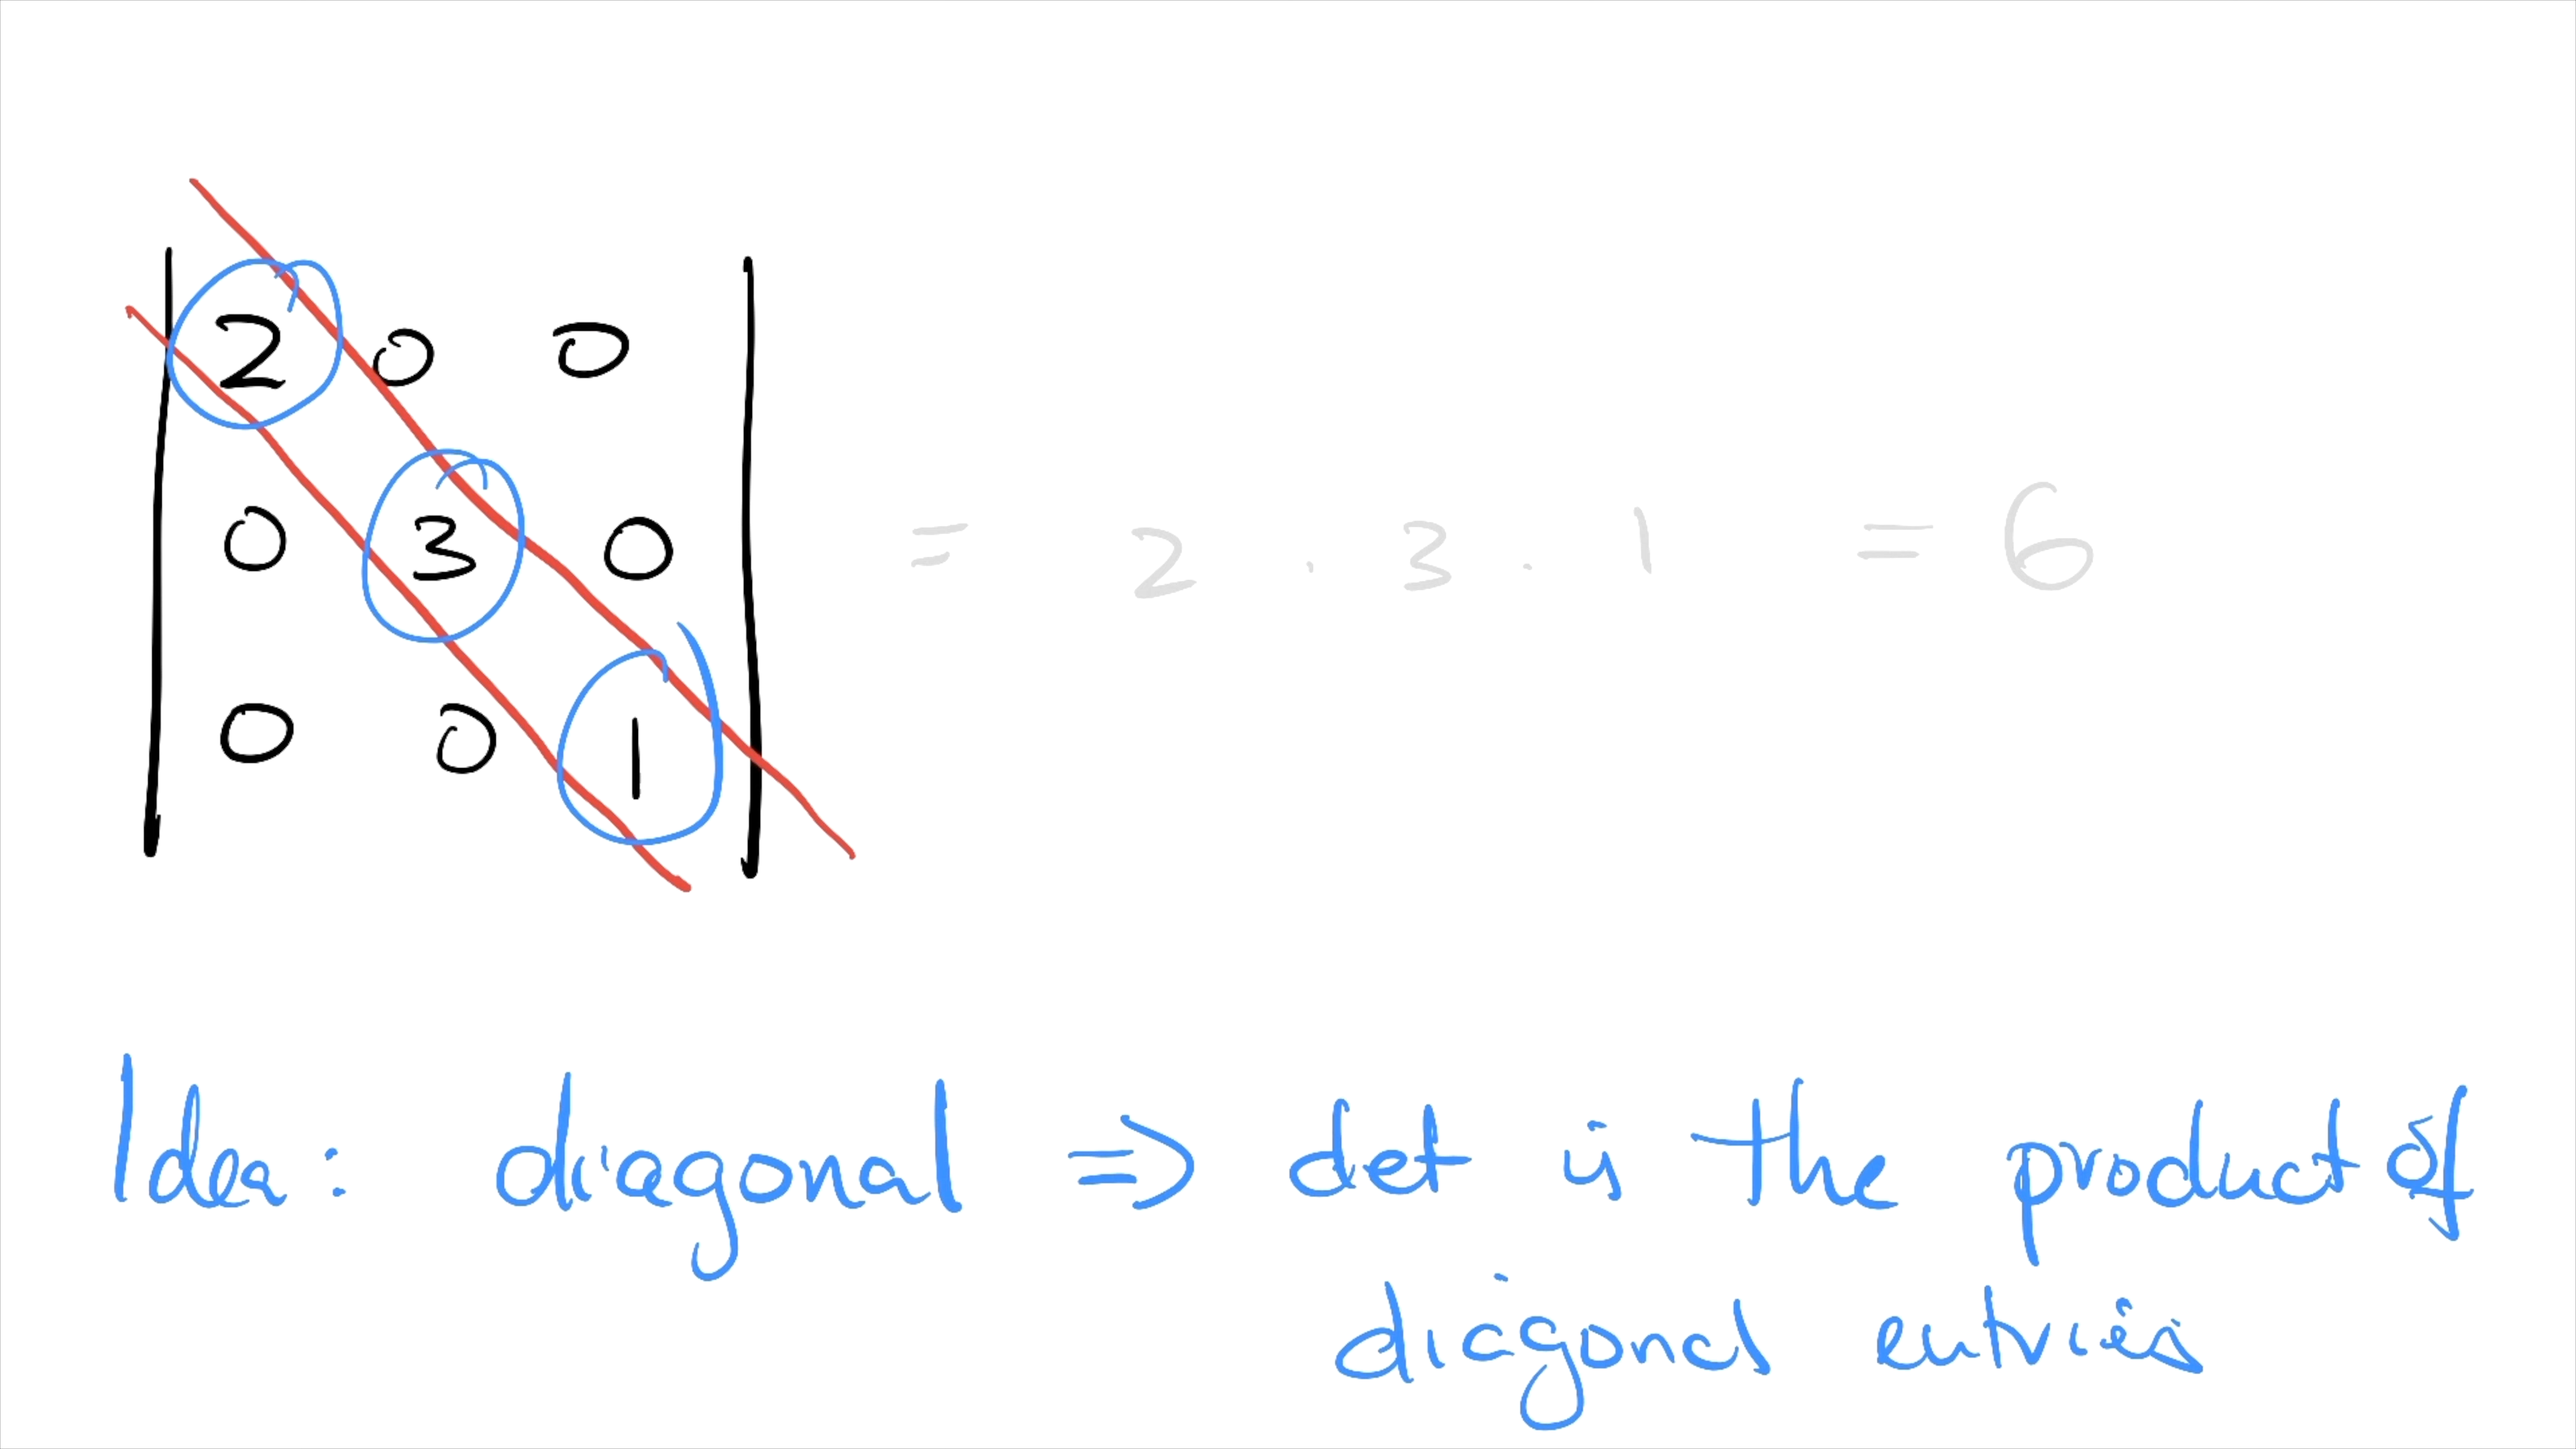 2 0 0
0 3 0 = 2 . 3 . 1 = 6
0 0 1
Idea: diagonal => det is the product of
diagonal entries